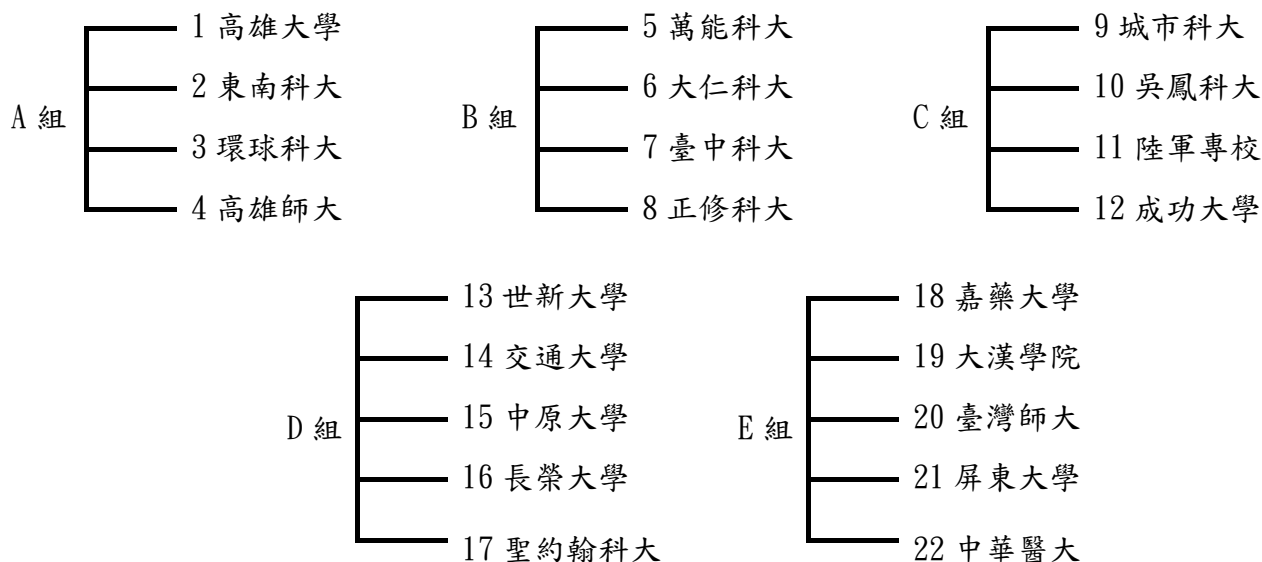 A 組
1 高雄大學
2 東南科大
3 環球科大
4 高雄師大
B 組
5 萬能科大
6 大仁科大
7 臺中科大
8 正修科大
C 組
9 城市科大
10 吳鳳科大
11 陸軍專校
12 成功大學
D 組
13 世新大學
14 交通大學
15 中原大學
16 長榮大學
17 聖約翰科大
E 組
18 嘉藥大學
19 大漢學院
20 臺灣師大
21 屏東大學
22 中華醫大